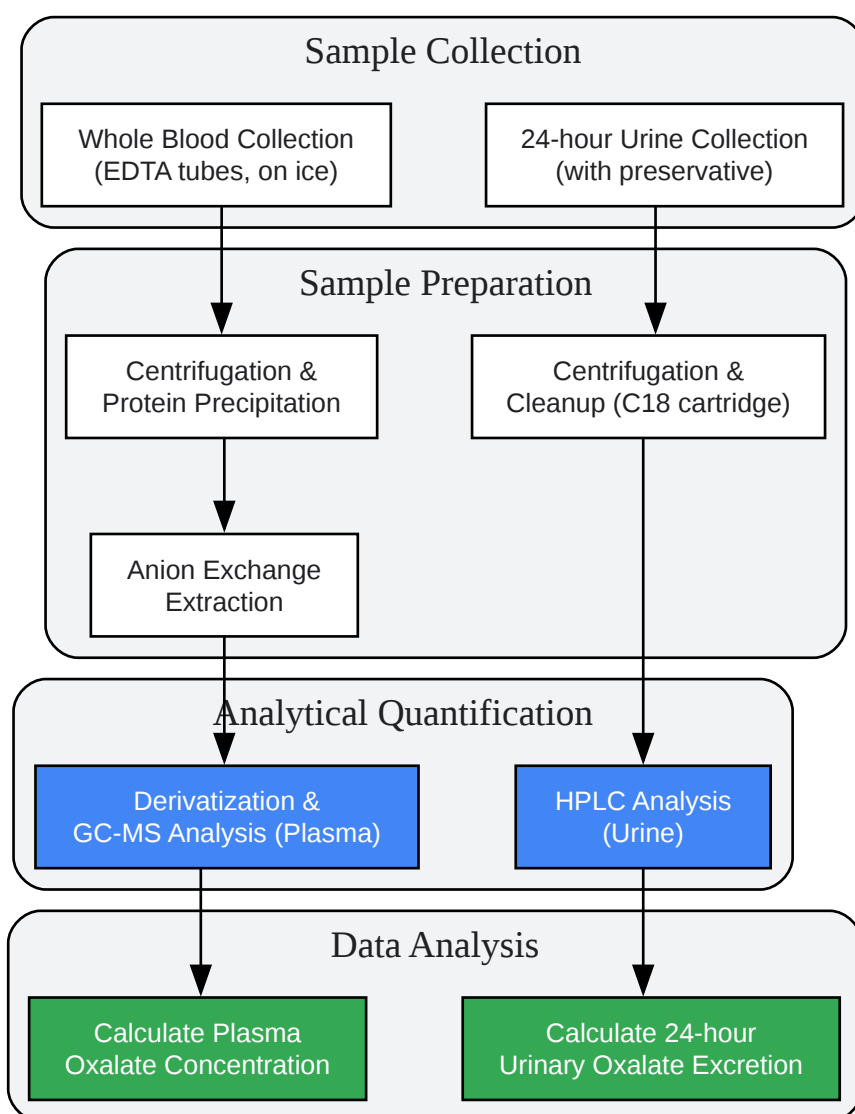 Sample Collection
Whole Blood Collection
(EDTA tubes, on ice)
24-hour Urine Collection
(with preservative)
Sample Preparation
Centrifugation &
Protein Precipitation
Centrifugation &
Cleanup (C18 cartridge)
Anion Exchange
Extraction
Analytical Quantification
Derivatization &
GC-MS Analysis (Plasma)
HPLC Analysis
(Urine)
Data Analysis
Calculate Plasma
Oxalate Concentration
Calculate 24-hour
Urinary Oxalate Excretion